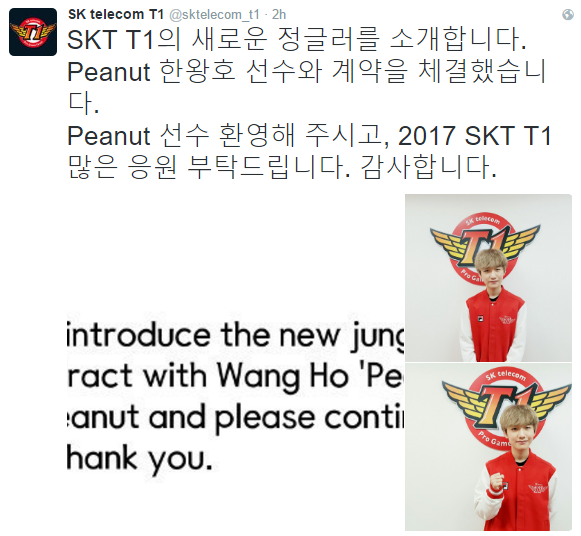 SK telecom T1 @sktelecom_t1 · 2h
SKT T1의 새로운 정글러를 소개합니다.
Peanut 한왕호 선수와 계약을 체결했습니
다.
Peanut 선수 환영해 주시고, 2017 SKT T1
많은 응원 부탁드립니다. 감사합니다.
introduce the new jung
ract with Wang Ho 'Pe
eanut and please conti
hank you.
SK telecom
T1
Pro Gam
SK telecom
T1
Pro Game